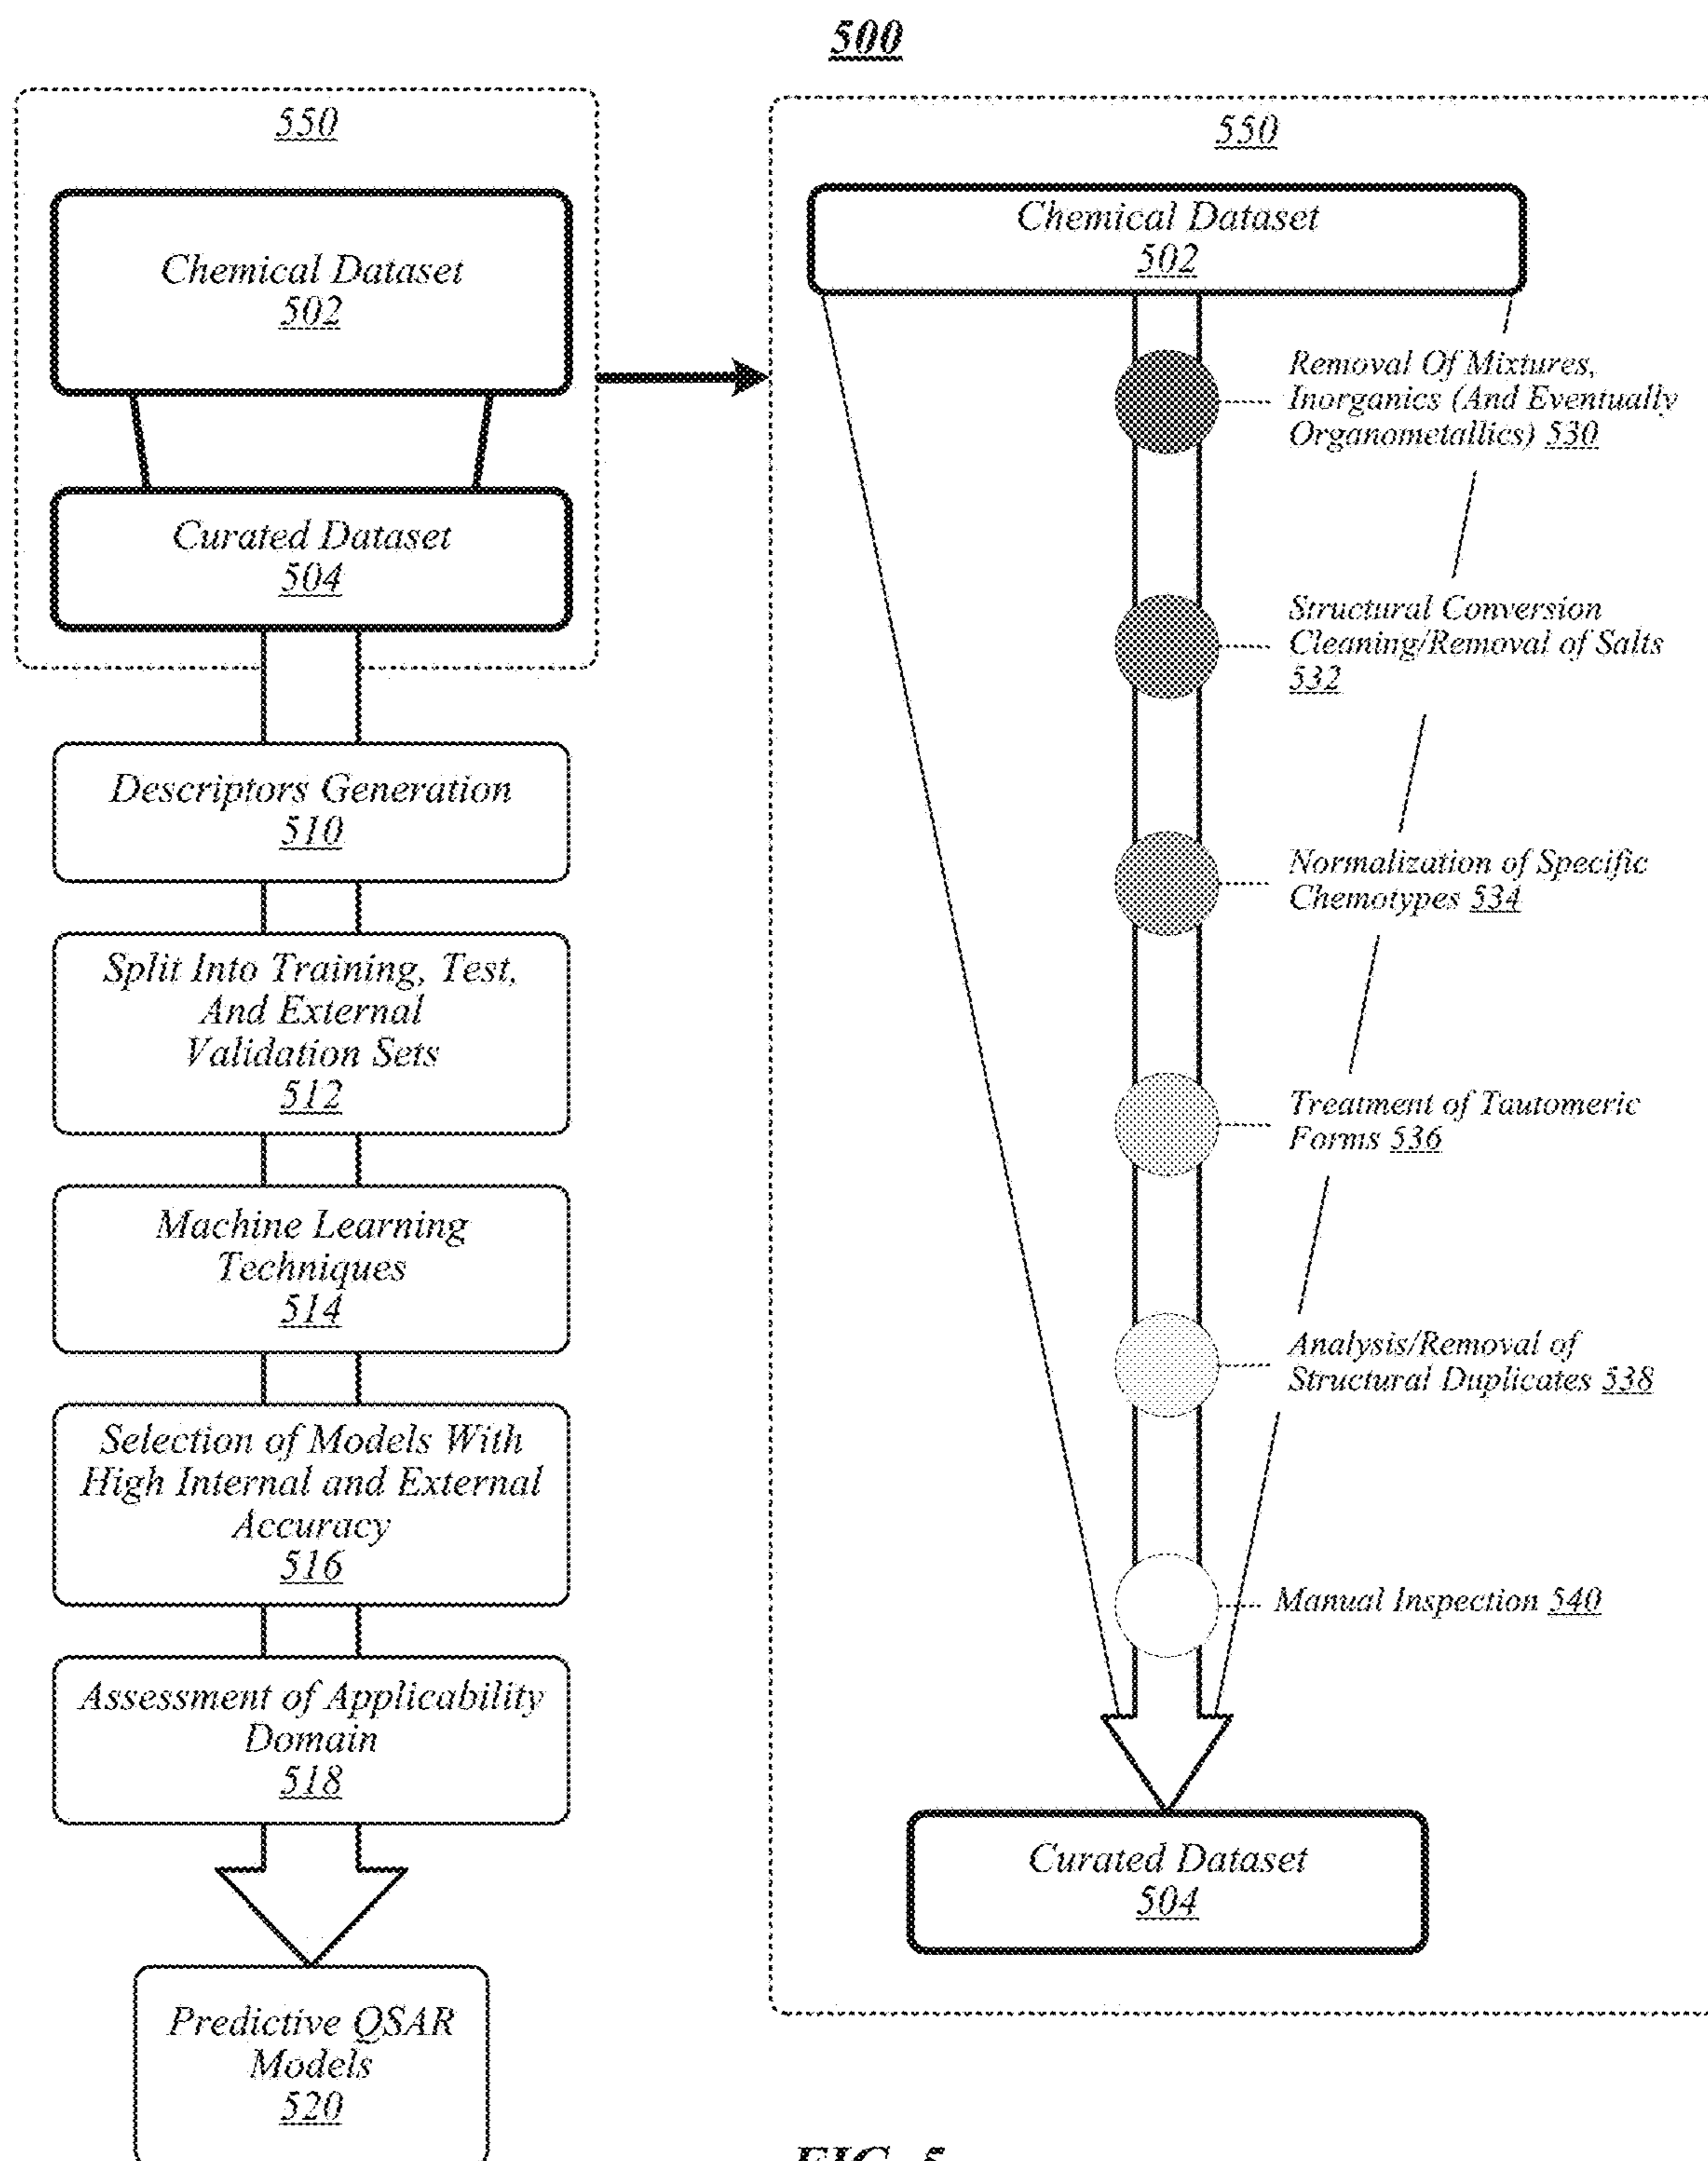 500
550
Chemical Dataset
502
Curated Dataset
504
Descriptors Generation
510
Split Into Training, Test,
And External
Validation Sets
512
Machine Learning
Techniques
514
Selection of Models With
High Internal and External
Accuracy
516
Assessment of Applicability
Domain
518
Predictive QSAR
Models
520
550
Chemical Dataset
502
Removal Of Mixtures,
Inorganics (And Eventually
Organometallics) 530
Structural Conversion
Cleaning/Removal of Salts
532
Normalization of Specific
Chemotypes 534
Treatment of Tautomeric
Forms 536
Analysis/Removal of
Structural Duplicates 538
Manual Inspection 540
Curated Dataset
504
FIG. 5